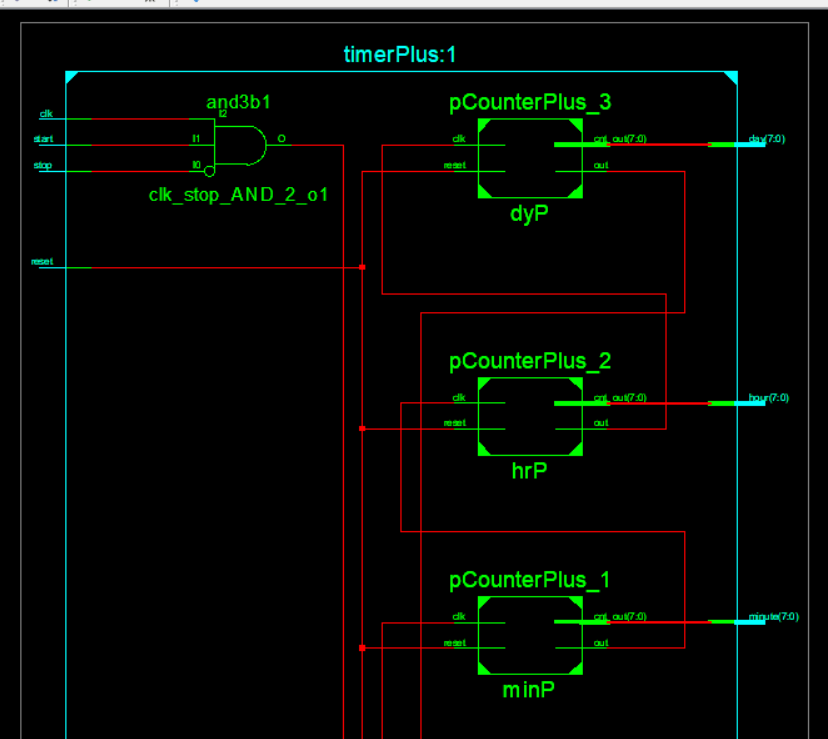 timerPlus:1
and3b1
clk
I2
start
I1
O
stop
I0
clk_stop_AND_2_o1
reset
pCounterPlus_3
clk
cnt_out(7:0)
day(7:0)
reset
out
dyP
pCounterPlus_2
clk
cnt_out(7:0)
hour(7:0)
reset
out
hrP
pCounterPlus_1
clk
cnt_out(7:0)
minute(7:0)
reset
out
minP